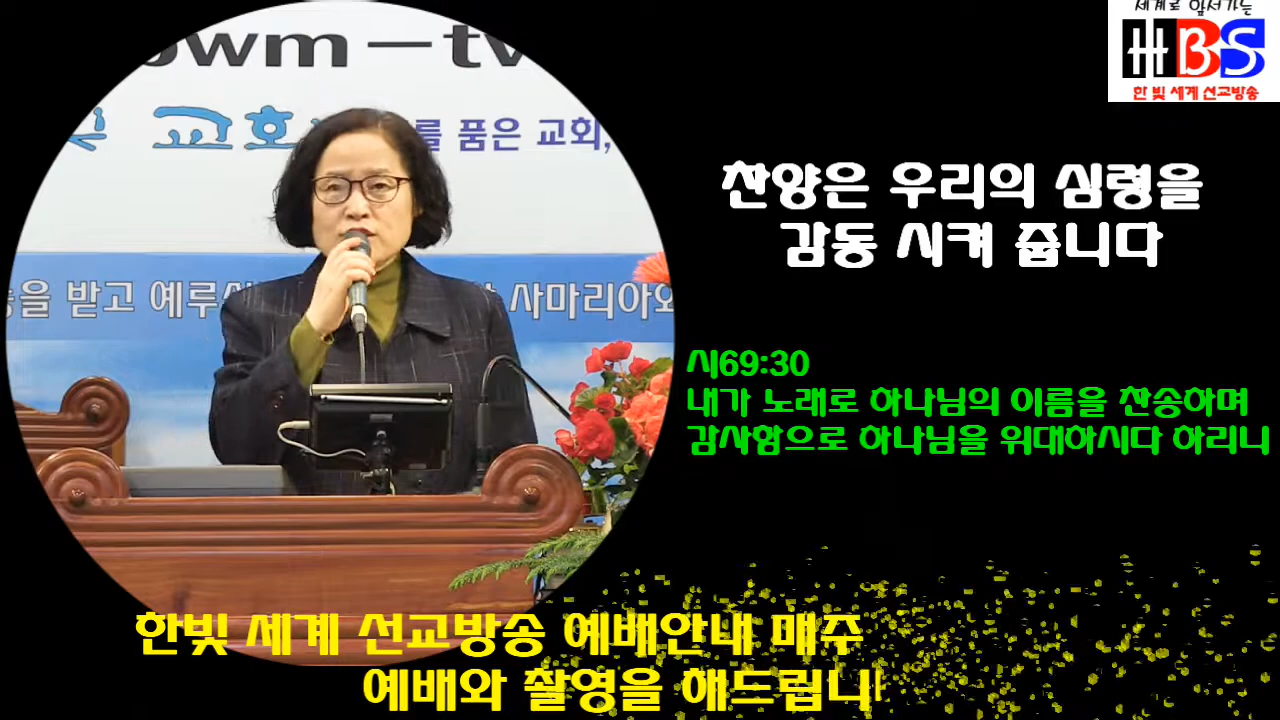 owm-tv
를 품은 교회,
을 받고 예루
사마리아와
세계로 앞서가는
HBS
한 빛 세계 선교방송
찬양은 우리의 심령을
감동 시켜 줍니다
시69:30
내가 노래로 하나님의 이름을 찬송하며
감사함으로 하나님을 위대하시다 하리니
한빛 세계 선교방송 예배안내 매주
예배와 촬영을 해드립니